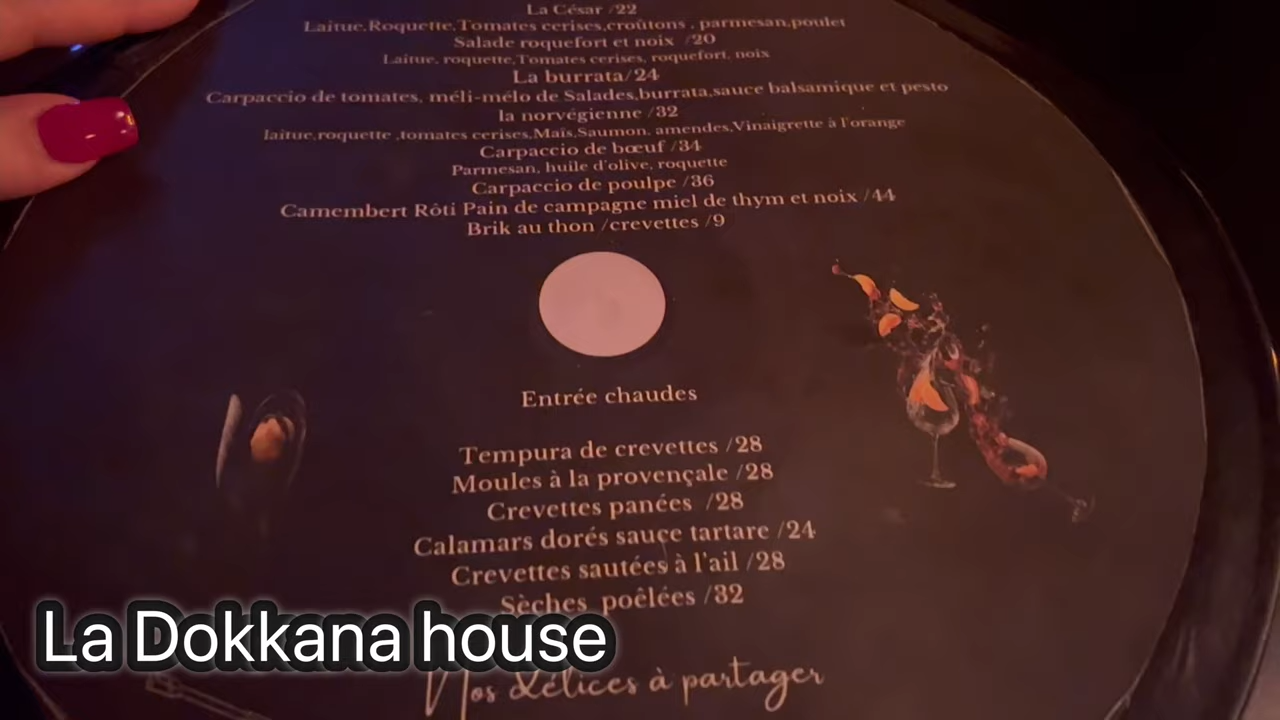 La César /22
Laitue,Roquette,Tomates cerises,croûtons , parmesan,poulet
Salade roquefort et noix /20
Laitue, roquette,Tomates cerises, roquefort, noix
La burrata/24
Carpaccio de tomates, méli-mélo de Salades,burrata,sauce balsamique et pesto
la norvégienne /32
laitue,roquette ,tomates cerises,Maïs,Saumon, amendes,Vinaigrette à l'orange
Carpaccio de bœuf /34
Parmesan, huile d'olive, roquette
Carpaccio de poulpe /36
Camembert Rôti Pain de campagne miel de thym et noix /44
Brik au thon /crevettes /9
Entrée chaudes
Tempura de crevettes /28
Moules à la provençale /28
Crevettes panées /28
Calamars dorés sauce tartare /24
Crevettes sautées à l'ail /28
Sèches poêlées /32
La Dokkana house
Nos délices à partager